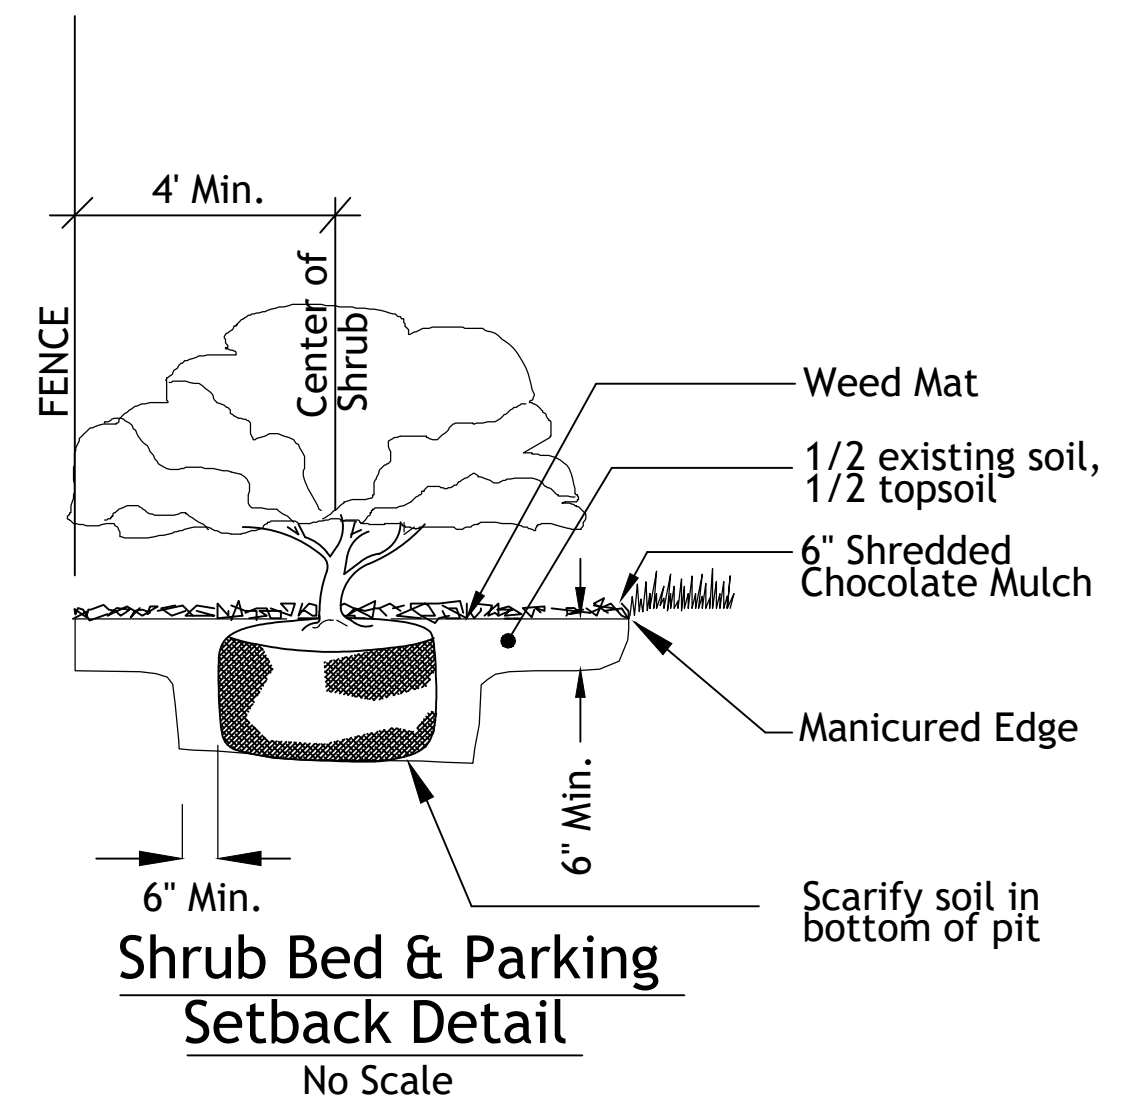 4' Min.
FENCE
Center of
Shrub
Weed Mat
1/2 existing soil,
1/2 topsoil
6" Shredded
Chocolate Mulch
Manicured Edge
6" Min.
6" Min.
Scarify soil in
bottom of pit
Shrub Bed & Parking
Setback Detail
No Scale